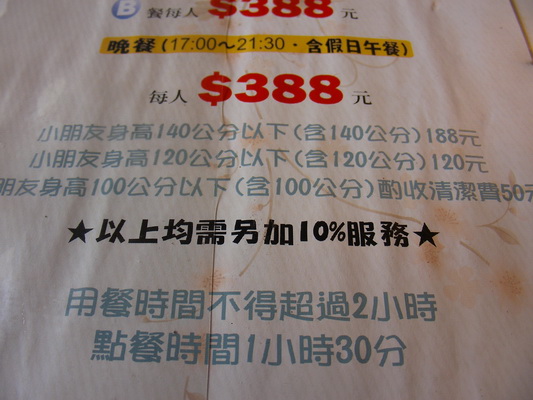 B 餐每人 $388 元
晚餐(17:00~21:30·含假日午餐)
每人 $388 元
小朋友身高140公分以下(含140公分)188元
小朋友身高120公分以下(含120公分)120元
朋友身高100公分以下(含100公分)酌收清潔費50元
★以上均需另加10%服務★
用餐時間不得超過2小時
點餐時間1小時30分